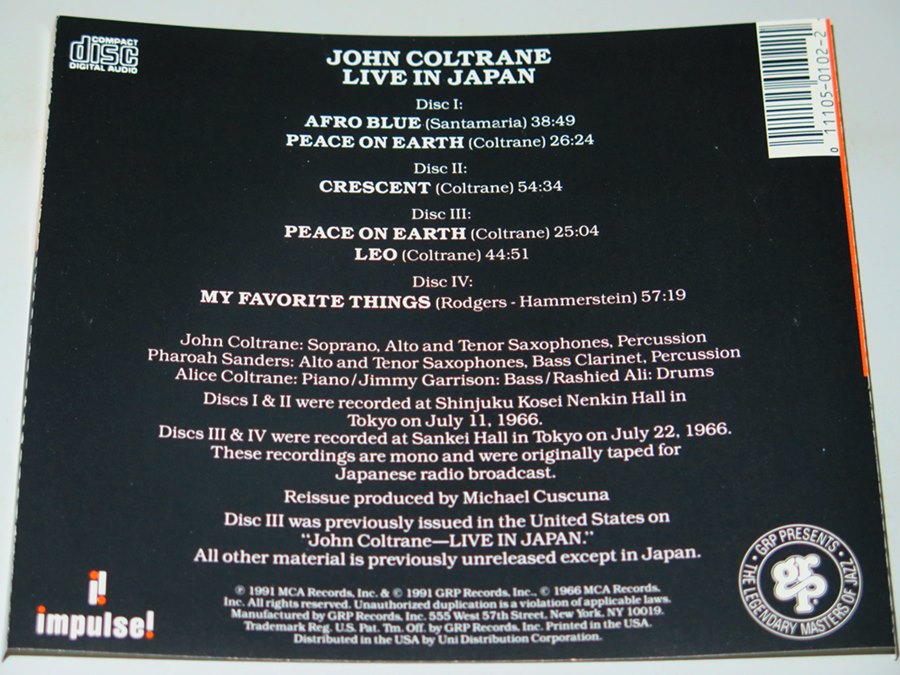 COMPACT
disc
DIGITAL AUDIO
JOHN COLTRANE
LIVE IN JAPAN
0 11105-0102-2
Disc I:
AFRO BLUE (Santamaria) 38:49
PEACE ON EARTH (Coltrane) 26:24
Disc II:
CRESCENT (Coltrane) 54:34
Disc III:
PEACE ON EARTH (Coltrane) 25:04
LEO (Coltrane) 44:51
Disc IV:
MY FAVORITE THINGS (Rodgers - Hammerstein) 57:19
John Coltrane: Soprano, Alto and Tenor Saxophones, Percussion
Pharoah Sanders: Alto and Tenor Saxophones, Bass Clarinet, Percussion
Alice Coltrane: Piano/Jimmy Garrison: Bass/Rashied Ali: Drums
Discs I & II were recorded at Shinjuku Kosei Nenkin Hall in
Tokyo on July 11, 1966.
Discs III & IV were recorded at Sankei Hall in Tokyo on July 22, 1966.
These recordings are mono and were originally taped for
Japanese radio broadcast.
Reissue produced by Michael Cuscuna
Disc III was previously issued in the United States on
"John Coltrane—LIVE IN JAPAN."
All other material is previously unreleased except in Japan.
℗ 1991 MCA Records, Inc. & © 1991 GRP Records, Inc., © 1966 MCA Records,
Inc. All rights reserved. Unauthorized duplication is a violation of applicable laws.
Manufactured by GRP Records, Inc. 555 West 57th Street, New York, NY 10019.
Trademark Reg. U.S. Pat. Tm. Off. by GRP Records, Inc. Printed in the USA.
Distributed in the USA by Uni Distribution Corporation.
i!
impulse!
• GRP PRESENTS •
THE LEGENDARY MASTERS OF JAZZ
grp